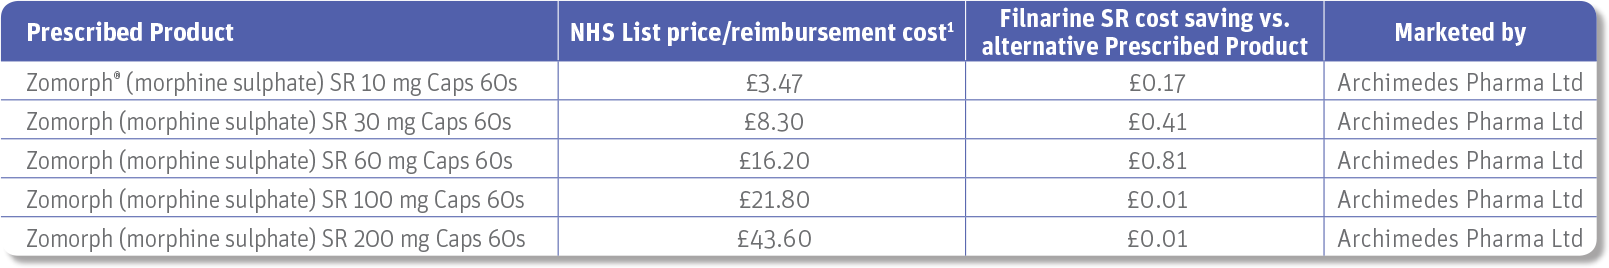 Prescribed Product NHS List price/reimbursement cost¹ Filnarine SR cost saving vs.
alternative Prescribed Product Marketed by
Zomorph® (morphine sulphate) SR 10 mg Caps 60s £3.47 £0.17 Archimedes Pharma Ltd
Zomorph (morphine sulphate) SR 30 mg Caps 60s £8.30 £0.41 Archimedes Pharma Ltd
Zomorph (morphine sulphate) SR 60 mg Caps 60s £16.20 £0.81 Archimedes Pharma Ltd
Zomorph (morphine sulphate) SR 100 mg Caps 60s £21.80 £0.01 Archimedes Pharma Ltd
Zomorph (morphine sulphate) SR 200 mg Caps 60s £43.60 £0.01 Archimedes Pharma Ltd